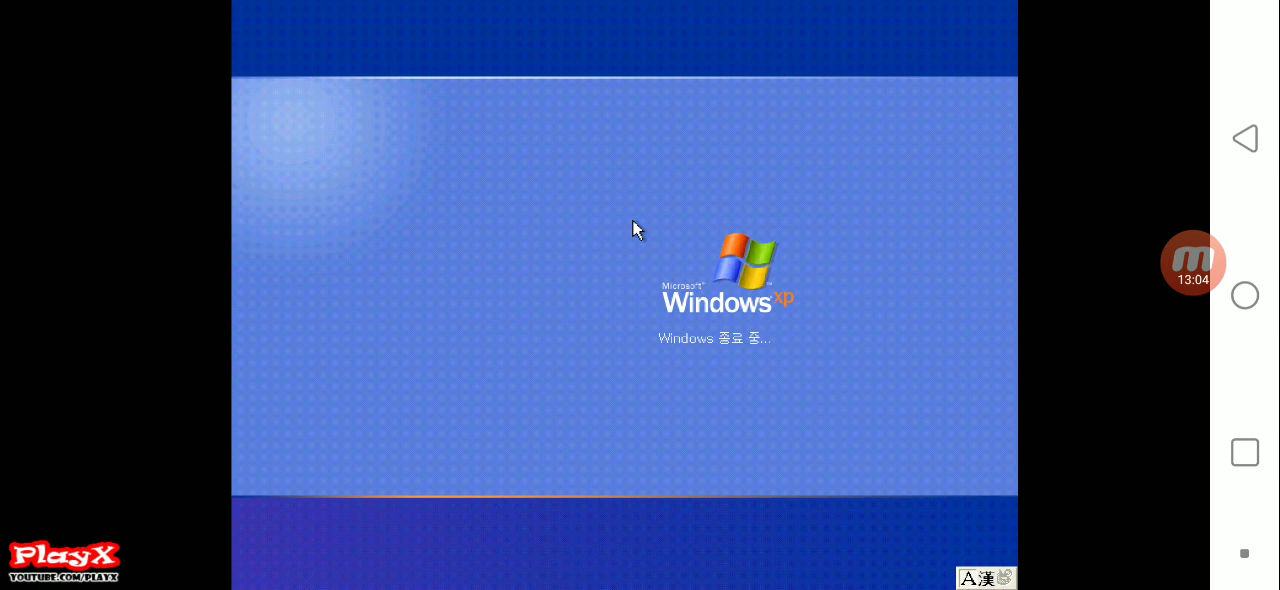 Microsoft
Windows xp
Windows 종료 중...
13:04
PlayX
YOUTUBE.COM/PLAYX
A漢